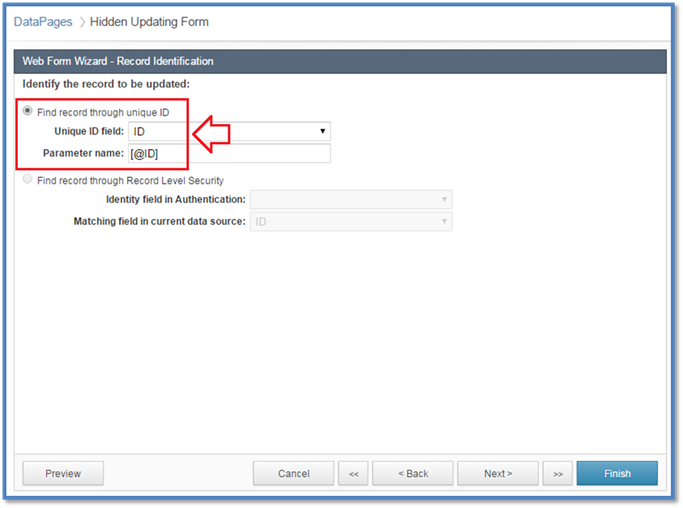 DataPages > Hidden Updating Form
Web Form Wizard - Record Identification
Identify the record to be updated:
Find record through unique ID
Unique ID field: ID
Parameter name: [@ID]
Find record through Record Level Security
Identity field in Authentication:
Matching field in current data source: ID
Preview Cancel << < Back Next > >> Finish